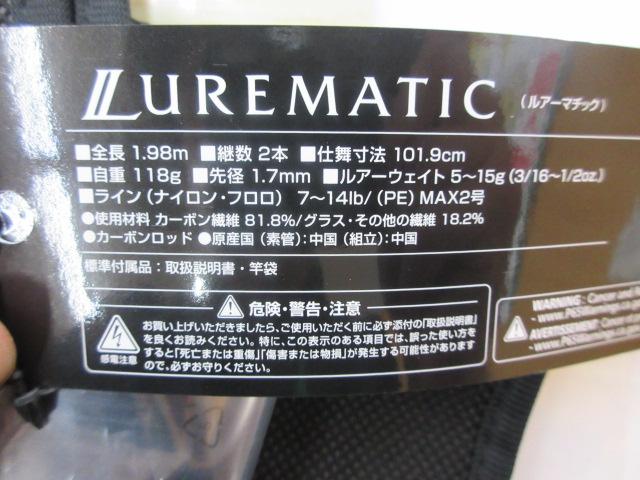 LUREMATIC (ルアーマチック)
■全長 1.98m ■継数 2本 ■仕舞寸法 101.9cm
■自重 118g ■先径 1.7mm ■ルアーウェイト 5〜15g (3/16〜1/2oz.)
■ライン (ナイロン・フロロ) 7〜14lb/ (PE) MAX2号
●使用材料 カーボン繊維 81.8%/グラス・その他の繊維 18.2%
●カーボンロッド ●原産国 (素管):中国 (組立):中国
標準付属品:取扱説明書・竿袋
危険・警告・注意
感電注意
お買い上げいただきましたら、ご使用いただく前に必ず添付の「取扱説明書」
を良くお読みください。特に、この表示のある項目では、誤った使い方を
すると「死亡または重傷」「傷害または物損」が発生する可能性があります
ので、必ずお守りください。
WARNING: Cancer and
AVERTISSEMENT: Cancer